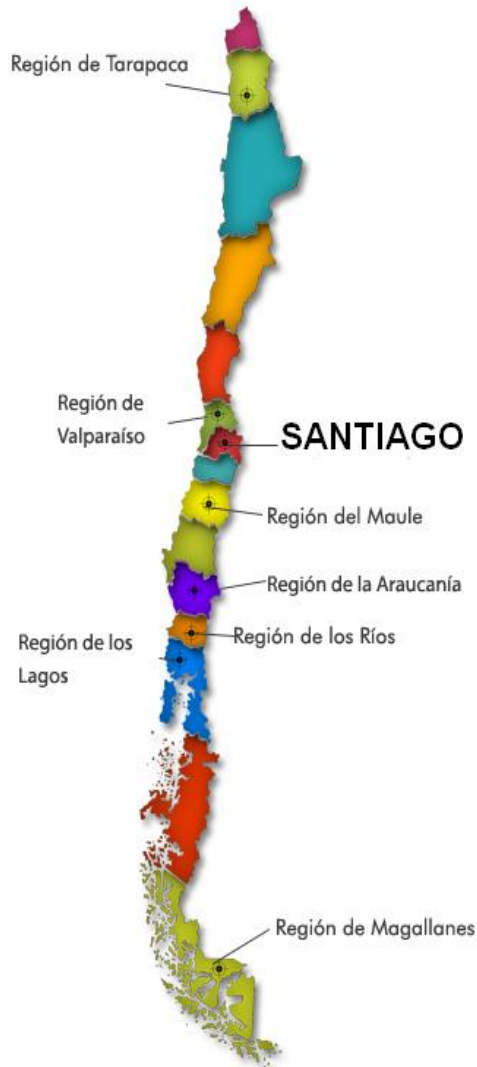 Región de Tarapaca
Región de
Valparaíso
SANTIAGO
Región del Maule
Región de la Araucanía
Región de los Ríos
Región de los
Lagos
Región de Magallanes